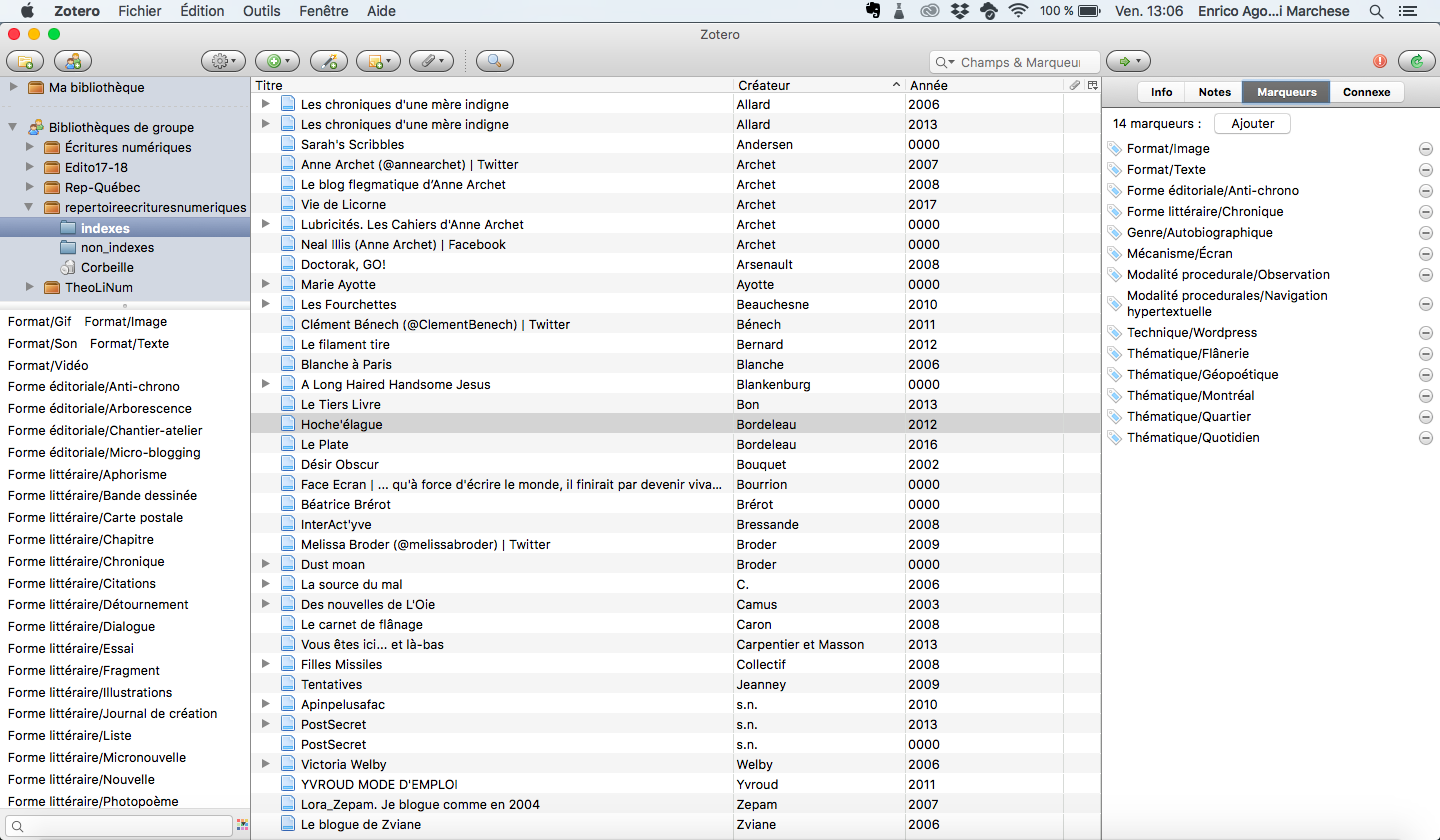 Zotero Fichier Édition Outils Fenêtre Aide 100 % Ven. 13:06 Enrico Ago...i Marchese
Zotero
Champs & Marqueu
Ma bibliothèque
Bibliothèques de groupe
Écritures numériques
Edito17-18
Rep-Québec
repertoireecrituresnumeriques
indexes
non_indexes
Corbeille
TheoLiNum
Format/Gif Format/Image
Format/Son Format/Texte
Format/Vidéo
Forme éditoriale/Anti-chrono
Forme éditoriale/Arborescence
Forme éditoriale/Chantier-atelier
Forme éditoriale/Micro-blogging
Forme littéraire/Aphorisme
Forme littéraire/Bande dessinée
Forme littéraire/Carte postale
Forme littéraire/Chapitre
Forme littéraire/Chronique
Forme littéraire/Citations
Forme littéraire/Détournement
Forme littéraire/Dialogue
Forme littéraire/Essai
Forme littéraire/Fragment
Forme littéraire/Illustrations
Forme littéraire/Journal de création
Forme littéraire/Liste
Forme littéraire/Micronouvelle
Forme littéraire/Nouvelle
Forme littéraire/Photopoème
Titre Créateur Année
Les chroniques d'une mère indigne Allard 2006
Les chroniques d'une mère indigne Allard 2013
Sarah's Scribbles Andersen 0000
Anne Archet (@annearchet) | Twitter Archet 2007
Le blog flegmatique d’Anne Archet Archet 2008
Vie de Licorne Archet 2017
Lubricités. Les Cahiers d'Anne Archet Archet 0000
Neal Illis (Anne Archet) | Facebook Archet 0000
Doctorak, GO! Arsenault 2008
Marie Ayotte Ayotte 0000
Les Fourchettes Beauchesne 2010
Clément Bénech (@ClementBenech) | Twitter Bénech 2011
Le filament tire Bernard 2012
Blanche à Paris Blanche 2006
A Long Haired Handsome Jesus Blankenburg 0000
Le Tiers Livre Bon 2013
Hoche'élague Bordeleau 2012
Le Plate Bordeleau 2016
Désir Obscur Bouquet 2002
Face Ecran | ... qu'à force d'écrire le monde, il finirait par devenir viva... Bourrion 0000
Béatrice Brérot Brérot 0000
InterAct'yve Bressande 2008
Melissa Broder (@melissabroder) | Twitter Broder 2009
Dust moan Broder 0000
La source du mal C. 2006
Des nouvelles de L'Oie Camus 2003
Le carnet de flânage Caron 2008
Vous êtes ici... et là-bas Carpentier et Masson 2013
Filles Missiles Collectif 2008
Tentatives Jeanney 2009
Apinpelusafac s.n. 2010
PostSecret s.n. 2013
PostSecret s.n. 0000
Victoria Welby Welby 2006
YVROUD MODE D'EMPLOI Yvroud 2011
Lora_Zepam. Je blogue comme en 2004 Zepam 2007
Le blogue de Zviane Zviane 2006
Info Notes Marqueurs Connexe
14 marqueurs : Ajouter
Format/Image
Format/Texte
Forme éditoriale/Anti-chrono
Forme littéraire/Chronique
Genre/Autobiographique
Mécanisme/Écran
Modalité procedurale/Observation
Modalité procedurales/Navigation
hypertextuelle
Technique/Wordpress
Thématique/Flânerie
Thématique/Géopoétique
Thématique/Montréal
Thématique/Quartier
Thématique/Quotidien